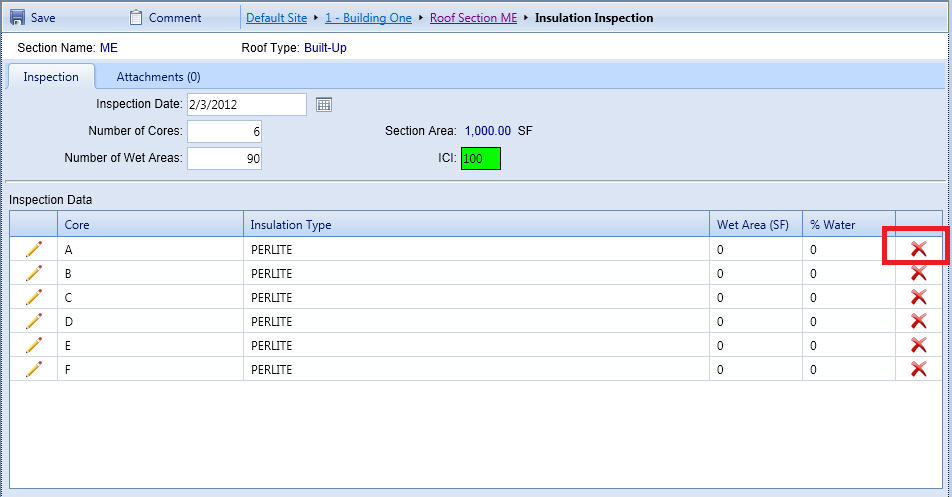 Save Comment Default Site ▸ 1 - Building One ▸ Roof Section ME ▸ Insulation Inspection
Section Name: ME Roof Type: Built-Up
Inspection Attachments (0)
Inspection Date: 2/3/2012
Number of Cores: 6 Section Area: 1,000.00 SF
Number of Wet Areas: 90 ICI: 100
Inspection Data
Core Insulation Type Wet Area (SF) % Water
A PERLITE 0 0
B PERLITE 0 0
C PERLITE 0 0
D PERLITE 0 0
E PERLITE 0 0
F PERLITE 0 0